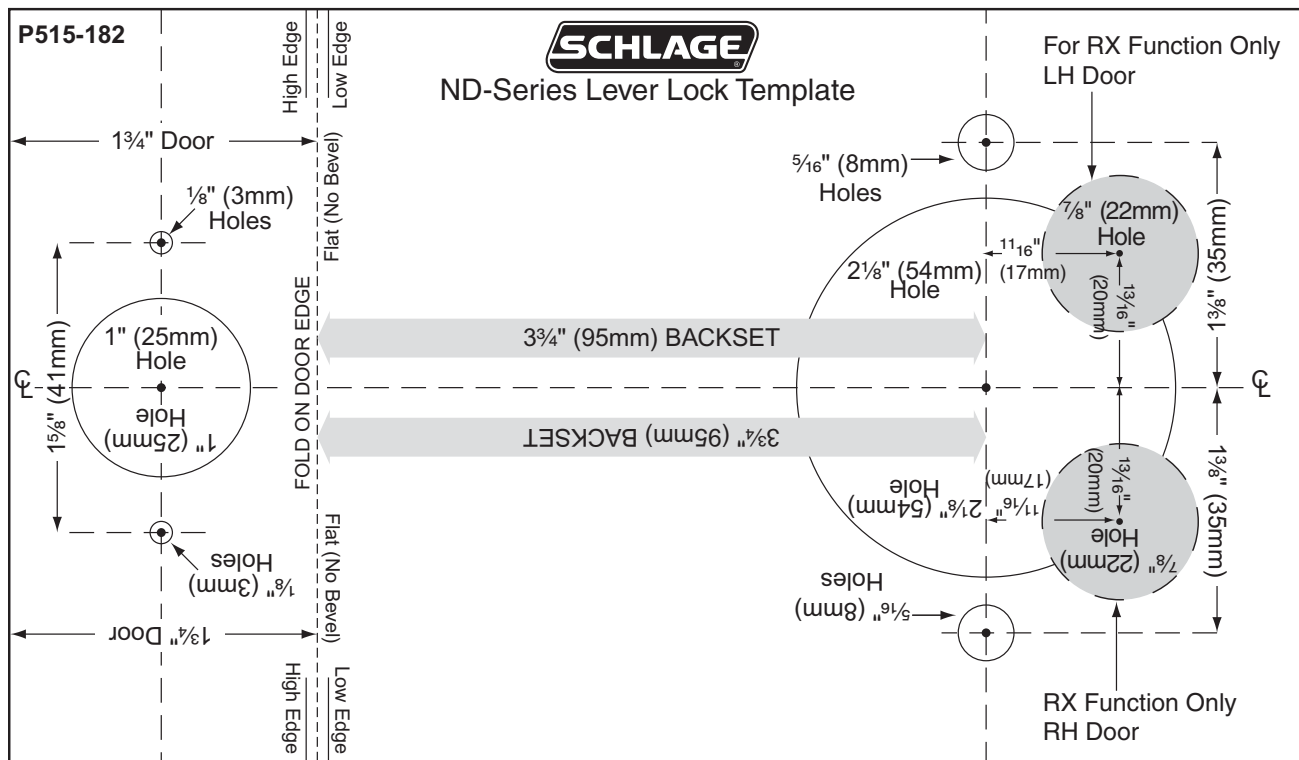 P515-182
SCHLAGE
®
ND-Series Lever Lock Template
High Edge
Low Edge
For RX Function Only
LH Door
1¾" Door
Flat (No Bevel)
5⁄16" (8mm)
Holes
⅛" (3mm)
Holes
⅞" (22mm)
Hole
11⁄16"
(17mm)
13⁄16"
(20mm)
1⅜" (35mm)
2⅛" (54mm)
Hole
FOLD ON DOOR EDGE
1" (25mm)
Hole
1⅝" (41mm)
3¾" (95mm) BACKSET
℄
℄
1" (25mm)
Hole
3¾" (95mm) BACKSET
2⅛" (54mm)
Hole
11⁄16"
(17mm)
13⁄16"
(20mm)
1⅜" (35mm)
⅞" (22mm)
Hole
⅛" (3mm)
Holes
5⁄16" (8mm)
Holes
Flat (No Bevel)
1¾" Door
High Edge
Low Edge
RX Function Only
RH Door